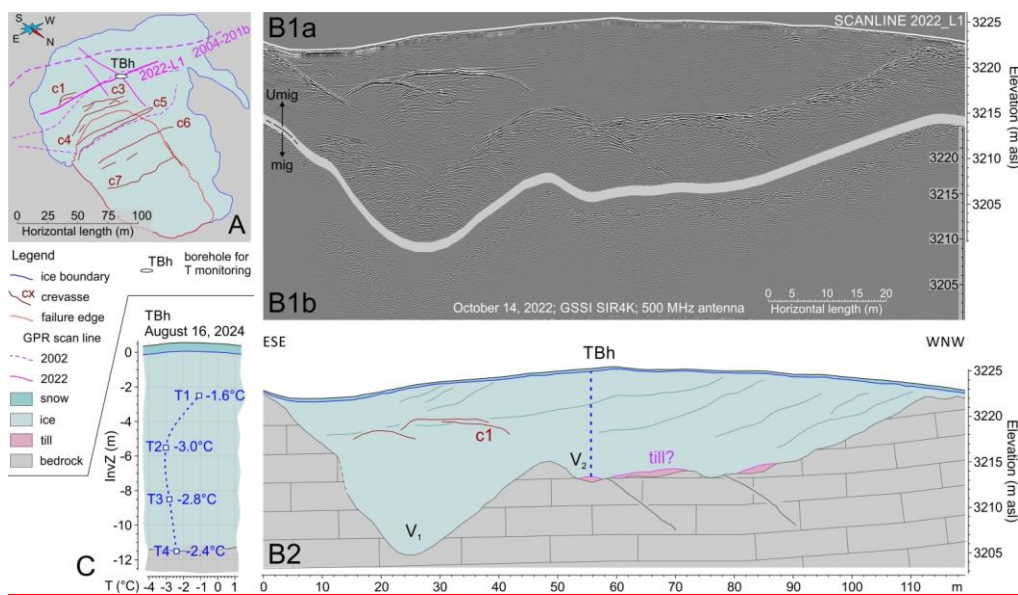 S W
E N
TBh
2004-201b
2022-L1
c1
c3
c4
c5
c6
c7
0 25 50 75 100
Horizontal length (m)
A
Legend
ice boundary
cx crevasse
failure edge
GPR scan line
2002
2022
snow
ice
till
bedrock
TBh borehole for
T monitoring
TBh
August 16, 2024
0
-2
-4
-6
-8
-10
-12
InvZ (m)
T1 -1.6°C
T2 -3.0°C
T3 -2.8°C
T4 -2.4°C
C
T (°C) -4 -3 -2 -1 0 1
B1a
SCANLINE 2022_L1
Umig
mig
3225
3220
3215
3210
3205
Elevation (m asl)
3220
3215
3210
3205
B1b
October 14, 2022; GSSI SIR4K; 500 MHz antenna
0 10 20
Horizontal length (m)
ESE
TBh
WNW
c1
V2
till?
V1
B2
3225
3220
3215
3210
3205
Elevation (m asl)
0 10 20 30 40 50 60 70 80 90 100 110 m